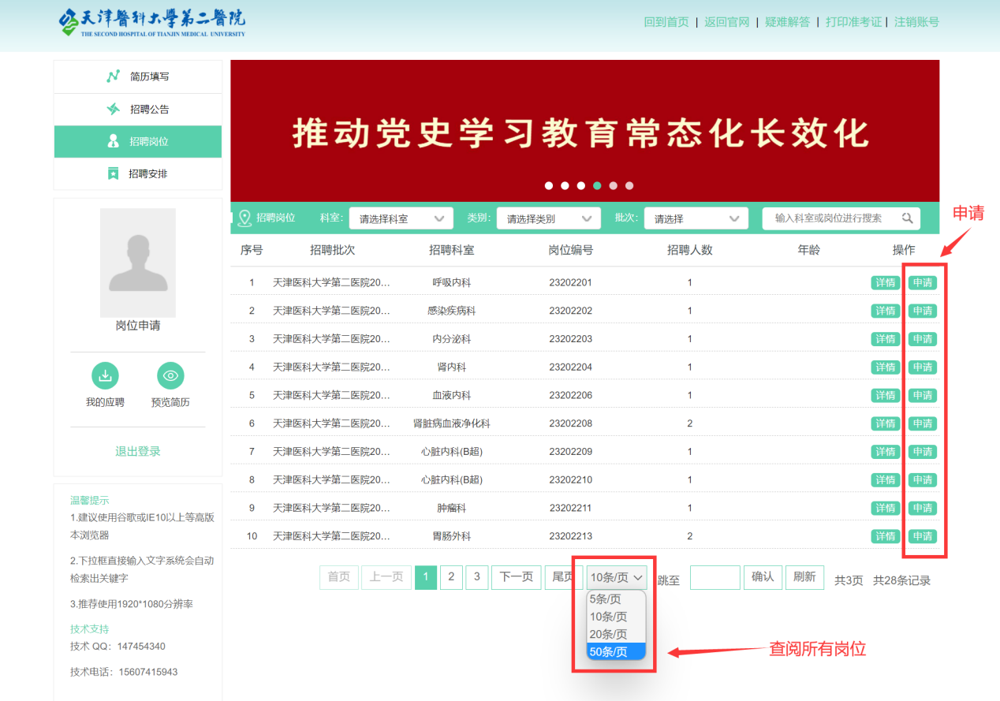 天津醫科大學第二醫院
THE SECOND HOSPITAL OF TIANJIN MEDICAL UNIVERSITY
回到首页 | 返回官网 | 疑难解答 | 打印准考证 | 注销账号
简历填写
招聘公告
招聘岗位
招聘安排
岗位申请
我的应聘 预览简历
退出登录
温馨提示
1.建议使用谷歌或IE10以上等高版
本浏览器
2.下拉框直接输入文字系统会自动
检索出关键字
3.推荐使用1920*1080分辨率
技术支持
技术 QQ：147454340
技术电话：15607415943
推动党史学习教育常态化长效化
招聘岗位 科室: 请选择科室 类别: 请选择类别 批次: 请选择 输入科室或岗位进行搜索
申请
序号 招聘批次 招聘科室 岗位编号 招聘人数 年龄 操作
1 天津医科大学第二医院20... 呼吸内科 23202201 1 详情 申请
2 天津医科大学第二医院20... 感染疾病科 23202202 1 详情 申请
3 天津医科大学第二医院20... 内分泌科 23202203 1 详情 申请
4 天津医科大学第二医院20... 肾内科 23202204 1 详情 申请
5 天津医科大学第二医院20... 血液内科 23202206 1 详情 申请
6 天津医科大学第二医院20... 肾脏病血液净化科 23202208 2 详情 申请
7 天津医科大学第二医院20... 心脏内科(B超) 23202209 1 详情 申请
8 天津医科大学第二医院20... 心脏内科(B超) 23202210 1 详情 申请
9 天津医科大学第二医院20... 肿瘤科 23202211 1 详情 申请
10 天津医科大学第二医院20... 胃肠外科 23202213 2 详情 申请
首页 上一页 1 2 3 下一页 尾页 10条/页 跳至 确认 刷新 共3页 共28条记录
5条/页
10条/页
20条/页
50条/页
查阅所有岗位